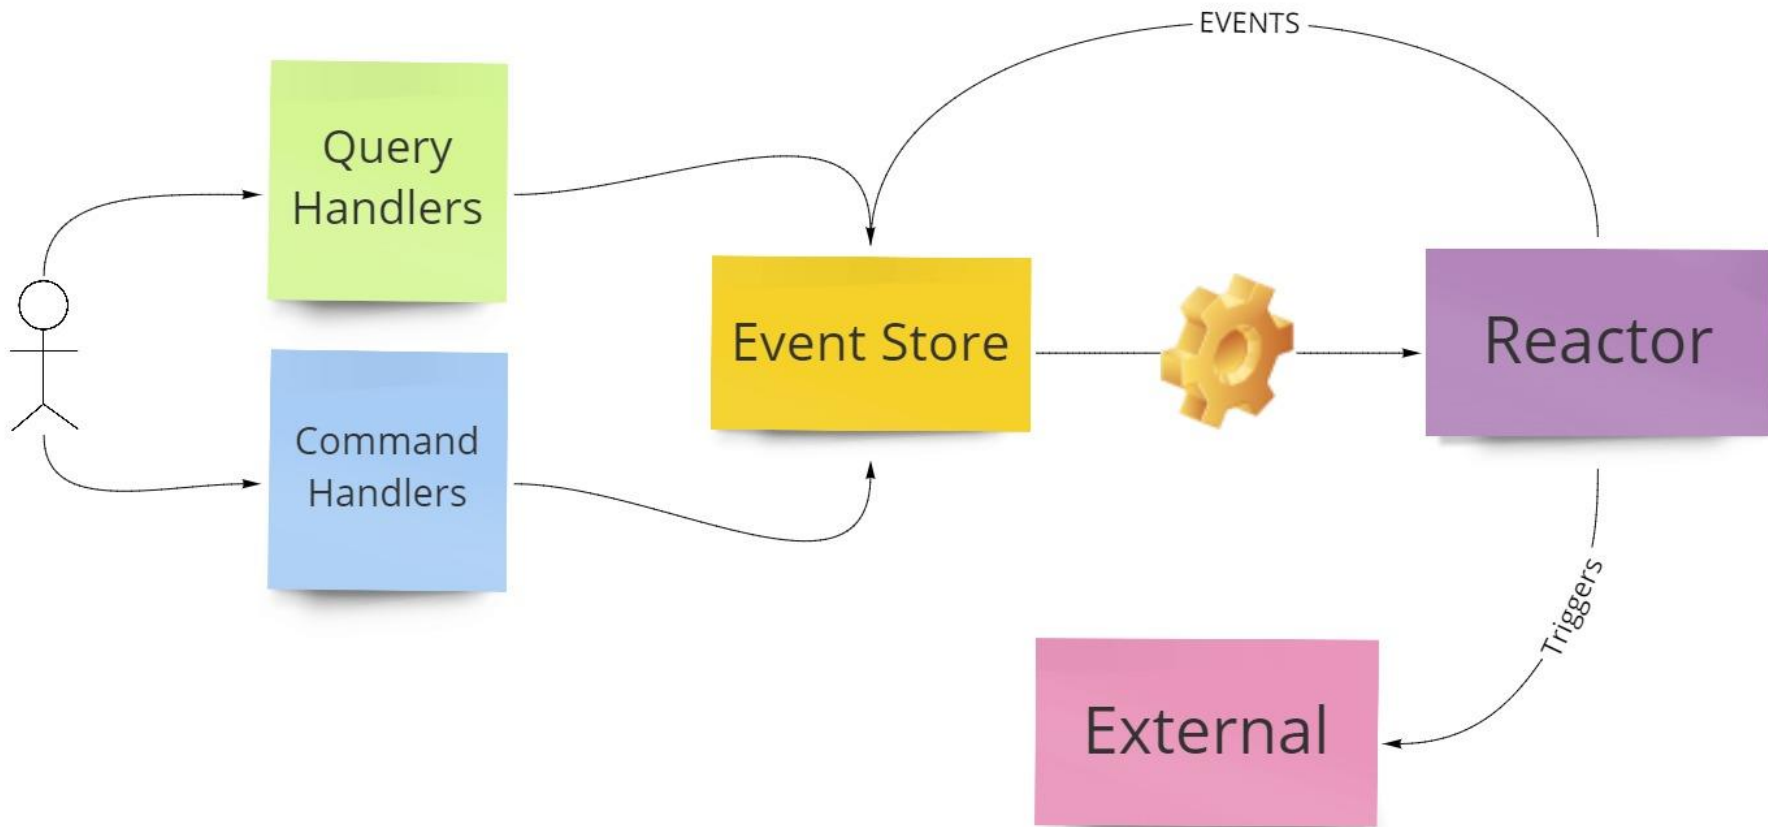 EVENTS
Query
Handlers
Event Store
Reactor
Command
Handlers
Triggers
External